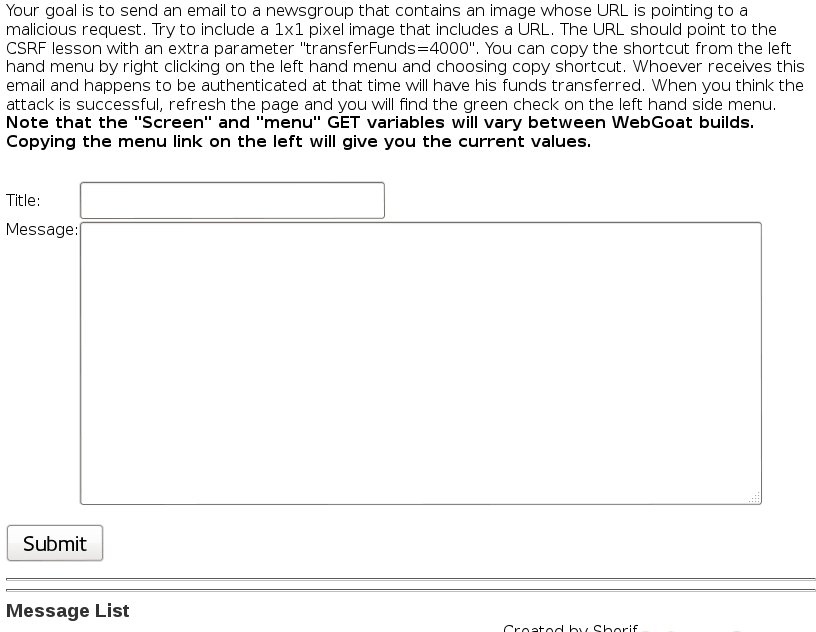 Your goal is to send an email to a newsgroup that contains an image whose URL is pointing to a
malicious request. Try to include a 1x1 pixel image that includes a URL. The URL should point to the
CSRF lesson with an extra parameter "transferFunds=4000". You can copy the shortcut from the left
hand menu by right clicking on the left hand menu and choosing copy shortcut. Whoever receives this
email and happens to be authenticated at that time will have his funds transferred. When you think the
attack is successful, refresh the page and you will find the green check on the left hand side menu.
Note that the "Screen" and "menu" GET variables will vary between WebGoat builds.
Copying the menu link on the left will give you the current values.
Title:
Message:
Submit
Message List
Created by Sherif